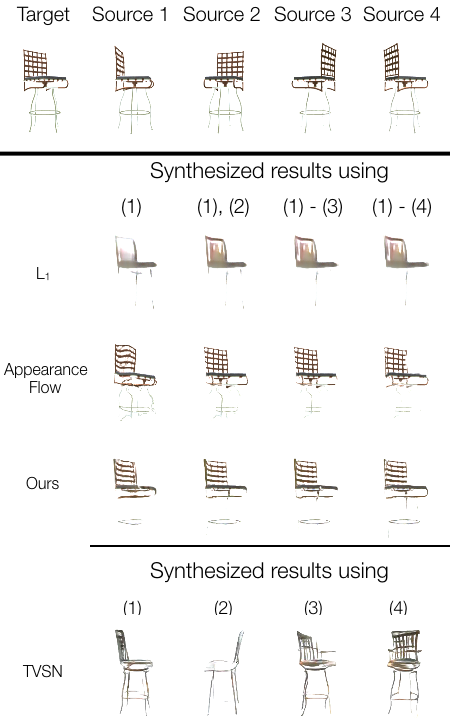 Target Source 1 Source 2 Source 3 Source 4
Synthesized results using
(1) (1), (2) (1) - (3) (1) - (4)
L₁
Appearance
Flow
Ours
Synthesized results using
(1) (2) (3) (4)
TVSN